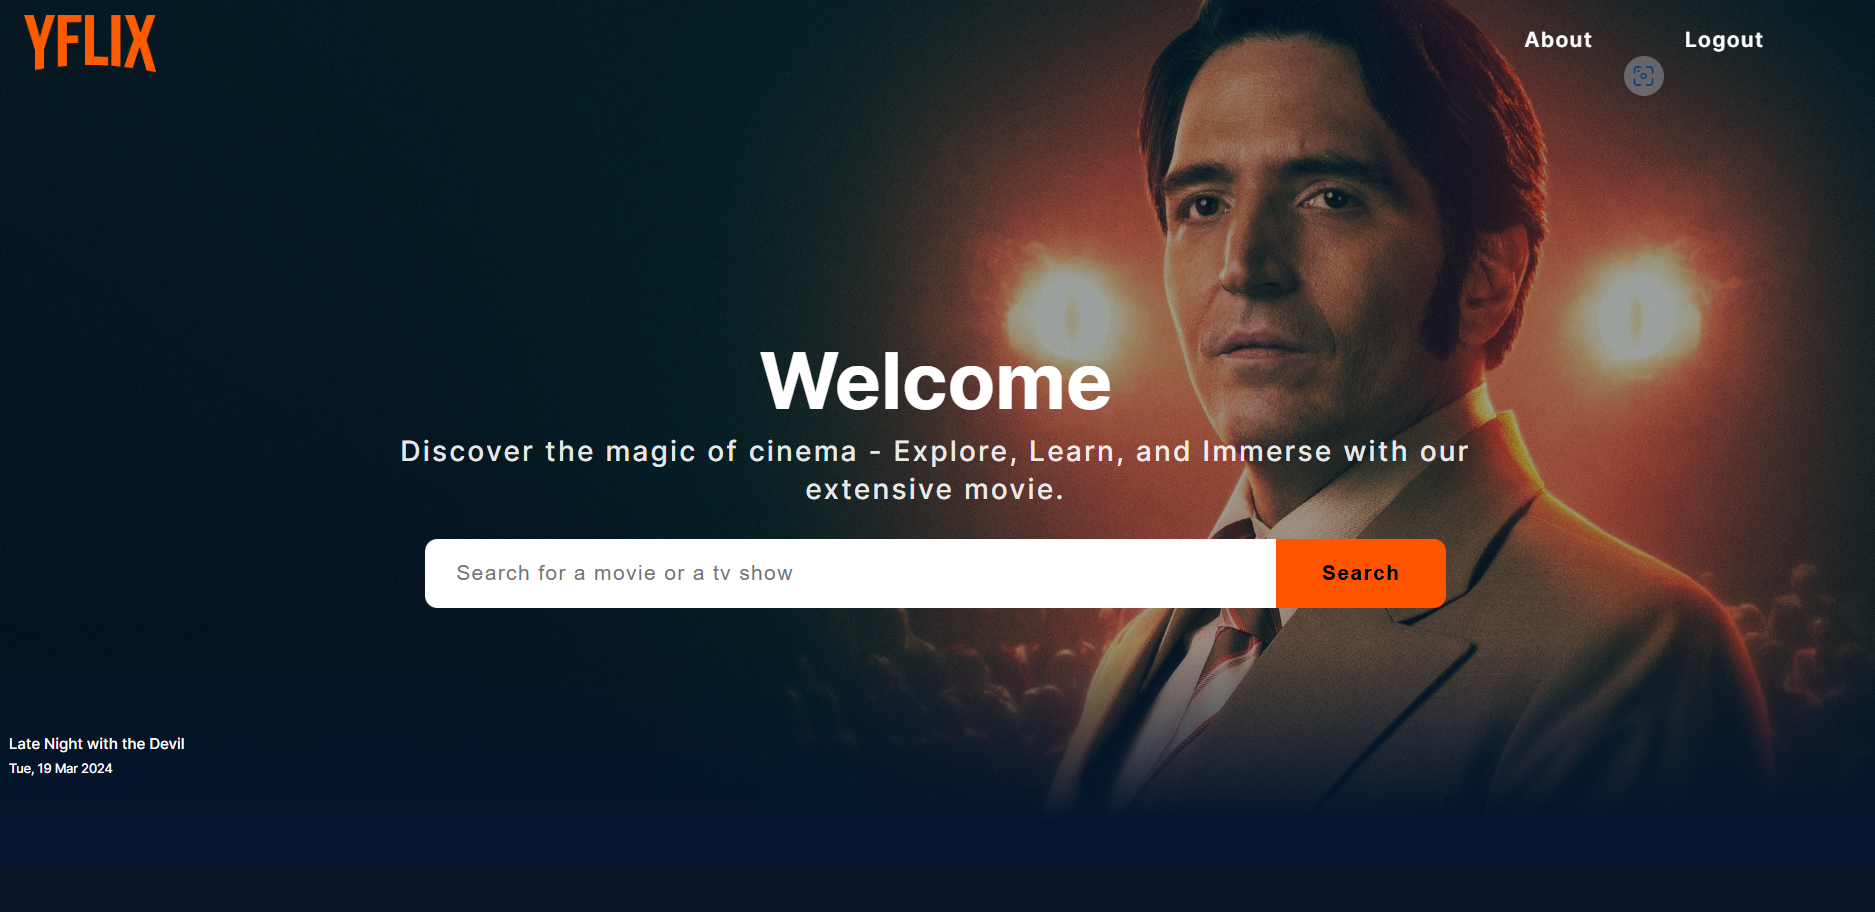 YFLIX
About
Logout
Welcome
Discover the magic of cinema - Explore, Learn, and Immerse with our
extensive movie.
Search for a movie or a tv show
Search
Late Night with the Devil
Tue, 19 Mar 2024